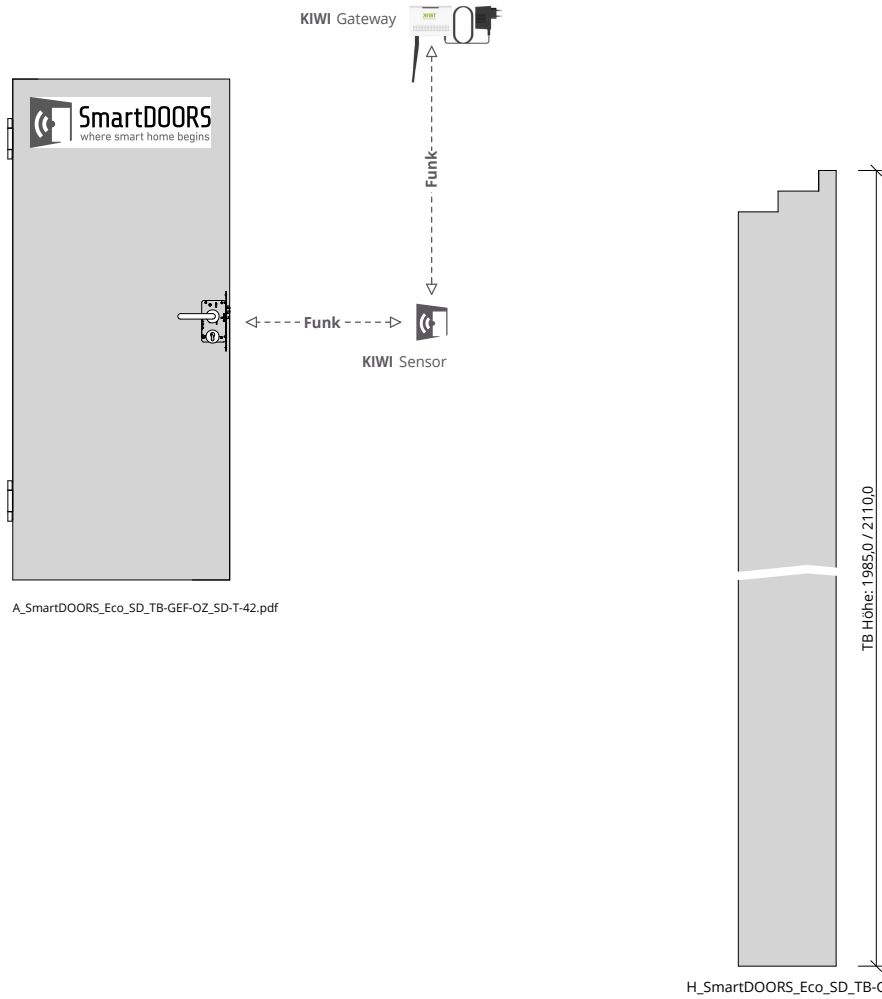 KIWI Gateway
KIWI
SmartDOORS
where smart home begins
Funk
Funk
KIWI Sensor
TB Höhe: 1985,0 / 2110,0
A_SmartDOORS_Eco_SD_TB-GEF-OZ_SD-T-42.pdf
H_SmartDOORS_Eco_SD_TB-